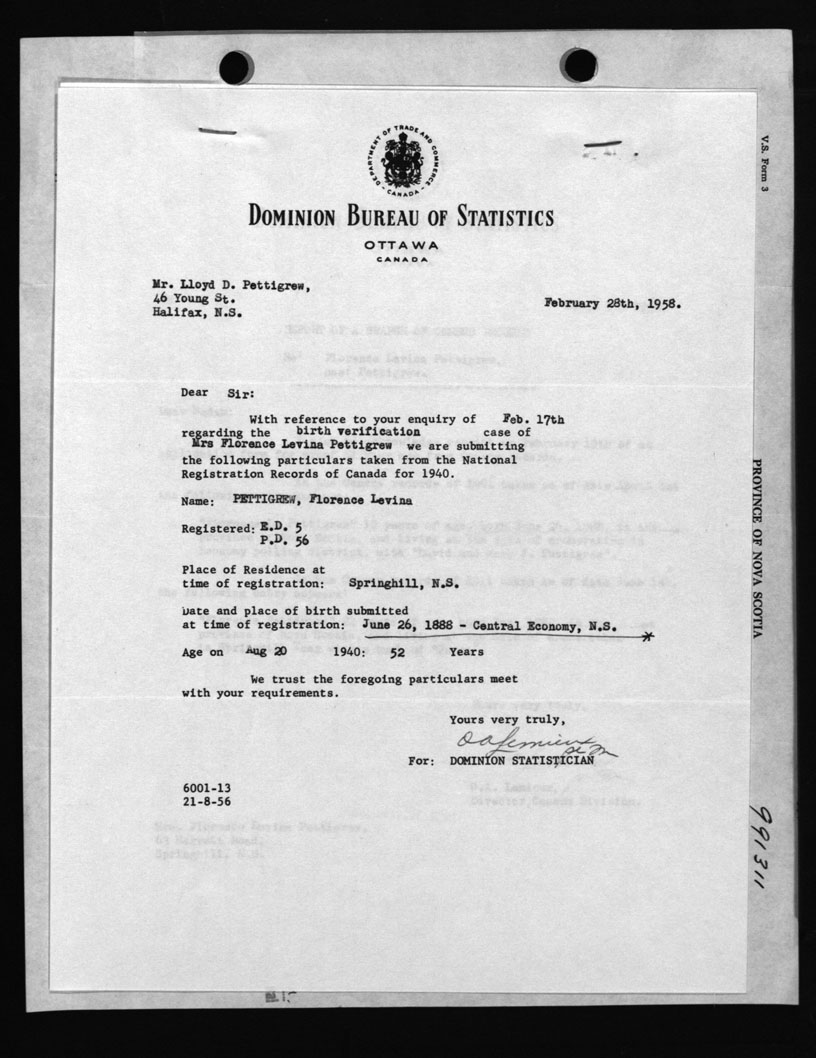 DEPARTMENT OF TRADE AND COMMERCE
- CANADA -
DOMINION BUREAU OF STATISTICS
OTTAWA
CANADA
Mr. Lloyd D. Pettigrew,
46 Young St.
Halifax, N.S.
February 28th, 1958.
Dear Sir:
With reference to your enquiry of Feb. 17th
regarding the birth verification case of
Mrs Florence Levina Pettigrew we are submitting
the following particulars taken from the National
Registration Records of Canada for 1940.
Name: PETTIGREW, Florence Levina
Registered: E.D. 5
P.D. 56
Place of Residence at
time of registration: Springhill, N.S.
Date and place of birth submitted
at time of registration: June 26, 1888 - Central Economy, N.S. *
Age on Aug 20 1940: 52 Years
We trust the foregoing particulars meet
with your requirements.
Yours very truly,
For: DOMINION STATISTICIAN
6001-13
21-8-56
V.S. Form 3
PROVINCE OF NOVA SCOTIA
991311